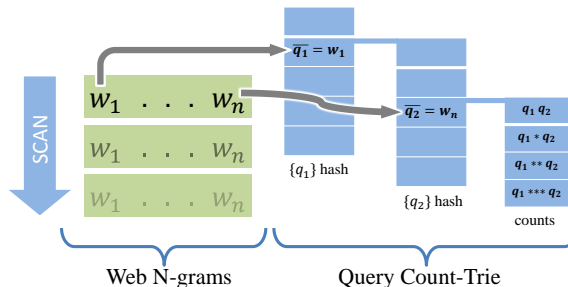 SCAN
w₁ . . . wₙ
w₁ . . . wₙ
w₁ . . . wₙ
Web N-grams
q̅₁ = w₁
{q₁} hash
q̅₂ = wₙ
{q₂} hash
q₁ q₂
q₁ * q₂
q₁ ** q₂
q₁ *** q₂
counts
Query Count-Trie